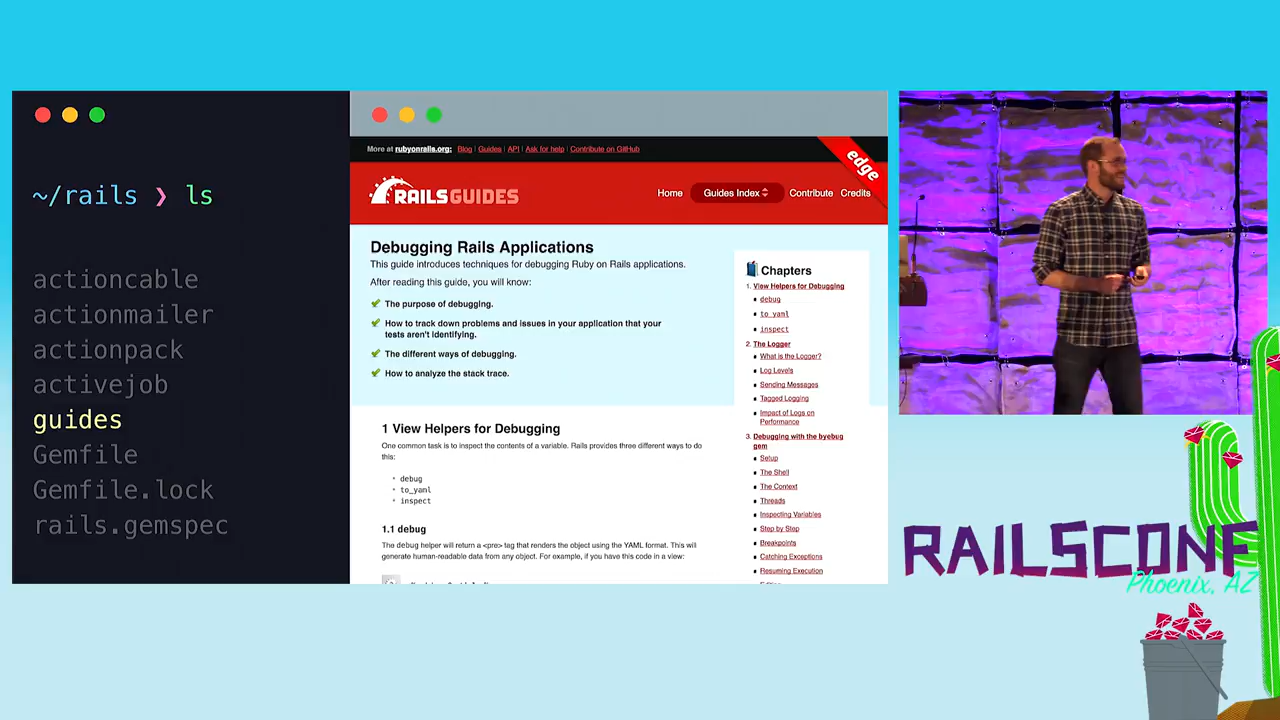 ~/rails ❯ ls
actioncable
actionmailer
actionpack
activejob
guides
Gemfile
Gemfile.lock
rails.gemspec
More at rubyonrails.org: Blog | Guides | API | Ask for help | Contribute on GitHub
edge
RAILSGUIDES
Home Guides Index Contribute Credits
Debugging Rails Applications
This guide introduces techniques for debugging Ruby on Rails applications.
After reading this guide, you will know:
The purpose of debugging.
How to track down problems and issues in your application that your
tests aren't identifying.
The different ways of debugging.
How to analyze the stack trace.
1 View Helpers for Debugging
One common task is to inspect the contents of a variable. Rails provides three different ways to do
this:
• debug
• to_yaml
• inspect
1.1 debug
The debug helper will return a <pre> tag that renders the object using the YAML format. This will
generate human-readable data from any object. For example, if you have this code in a view:
Chapters
1. View Helpers for Debugging
debug
to_yaml
inspect
2. The Logger
What is the Logger?
Log Levels
Sending Messages
Tagged Logging
Impact of Logs on
Performance
3. Debugging with the byebug
gem
Setup
The Shell
The Context
Threads
Inspecting Variables
Step by Step
Breakpoints
Catching Exceptions
Resuming Execution
RAILSCONF
Phoenix, AZ